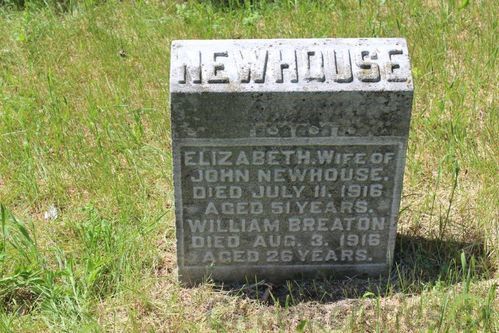 NEWHOUSE
ELIZABETH. WIFE OF
JOHN NEWHOUSE.
DIED JULY 11. 1916
AGED 51 YEARS.
WILLIAM BREATON
DIED AUG. 3. 1916
AGED 26 YEARS.